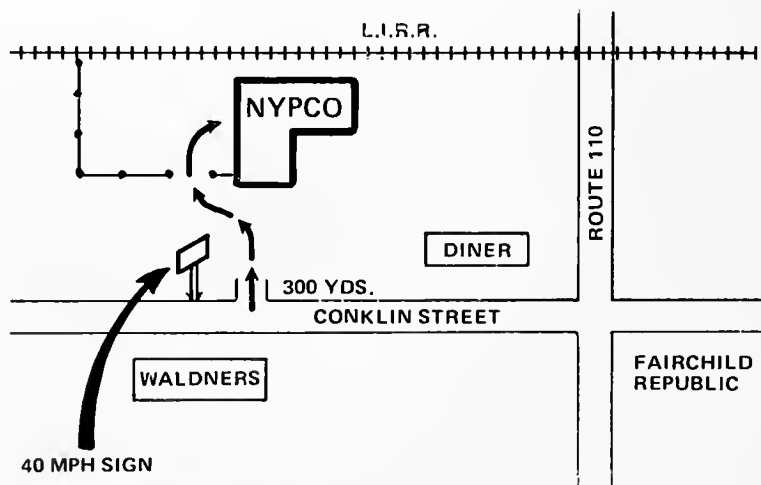 L.I.R.R.
NYPCO
ROUTE 110
DINER
300 YDS.
CONKLIN STREET
WALDNERS
FAIRCHILD
REPUBLIC
40 MPH SIGN